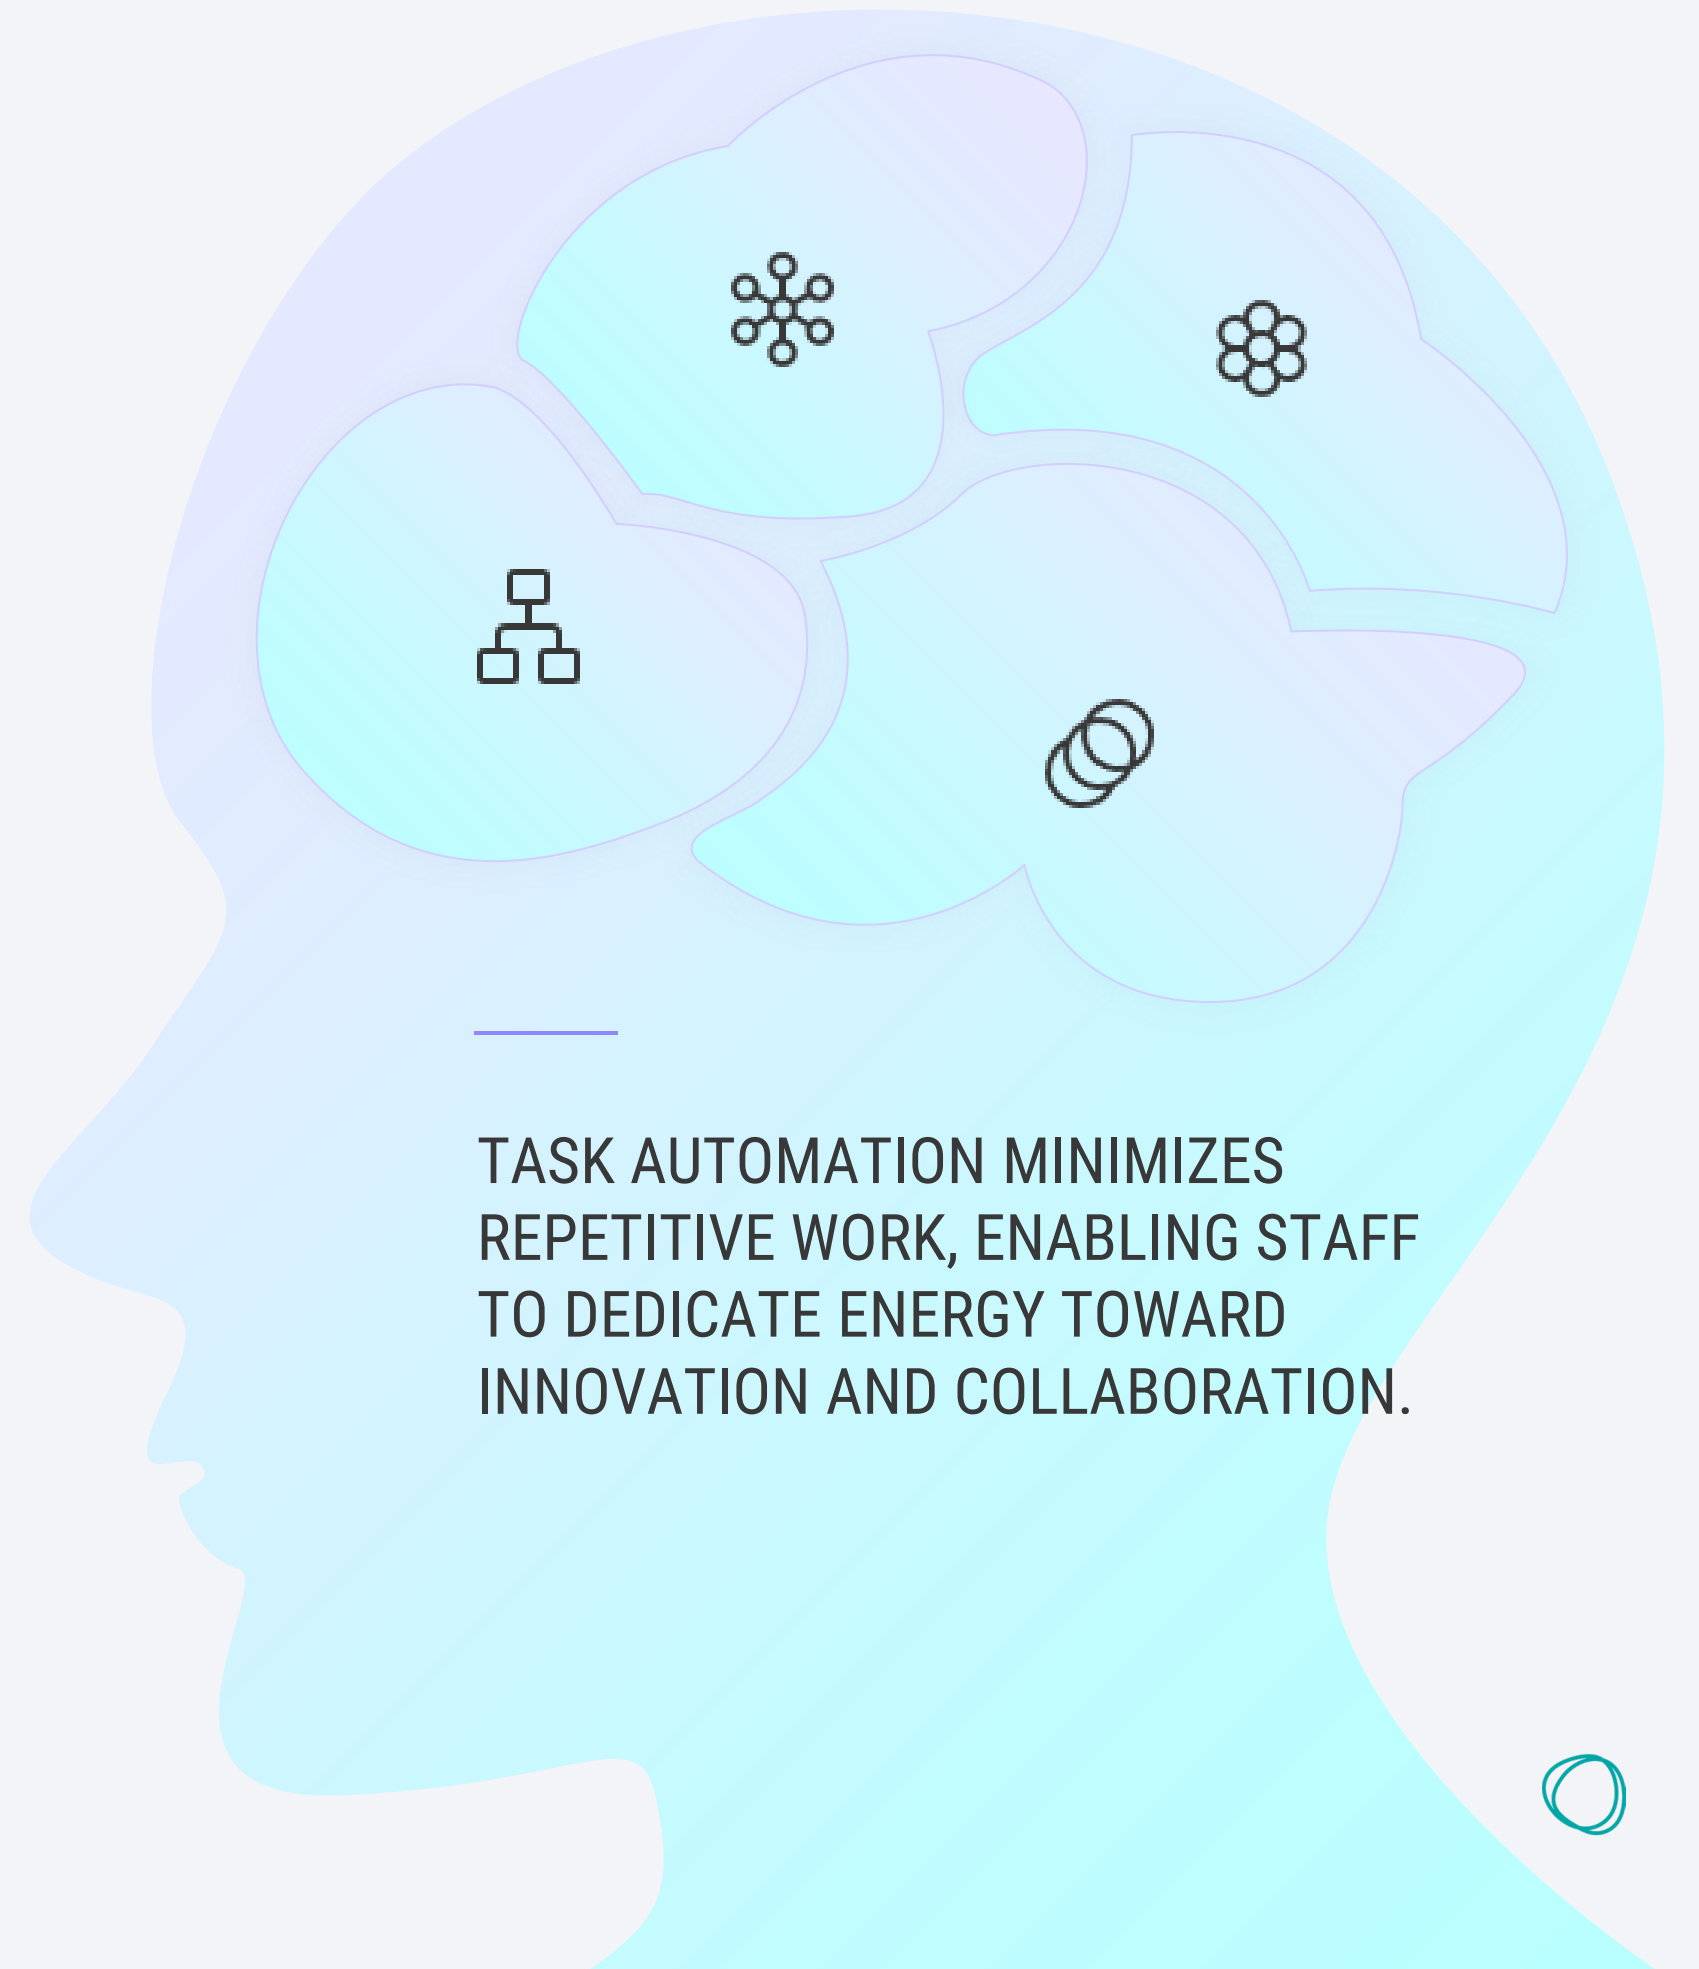 TASK AUTOMATION MINIMIZES
REPETITIVE WORK, ENABLING STAFF
TO DEDICATE ENERGY TOWARD
INNOVATION AND COLLABORATION.